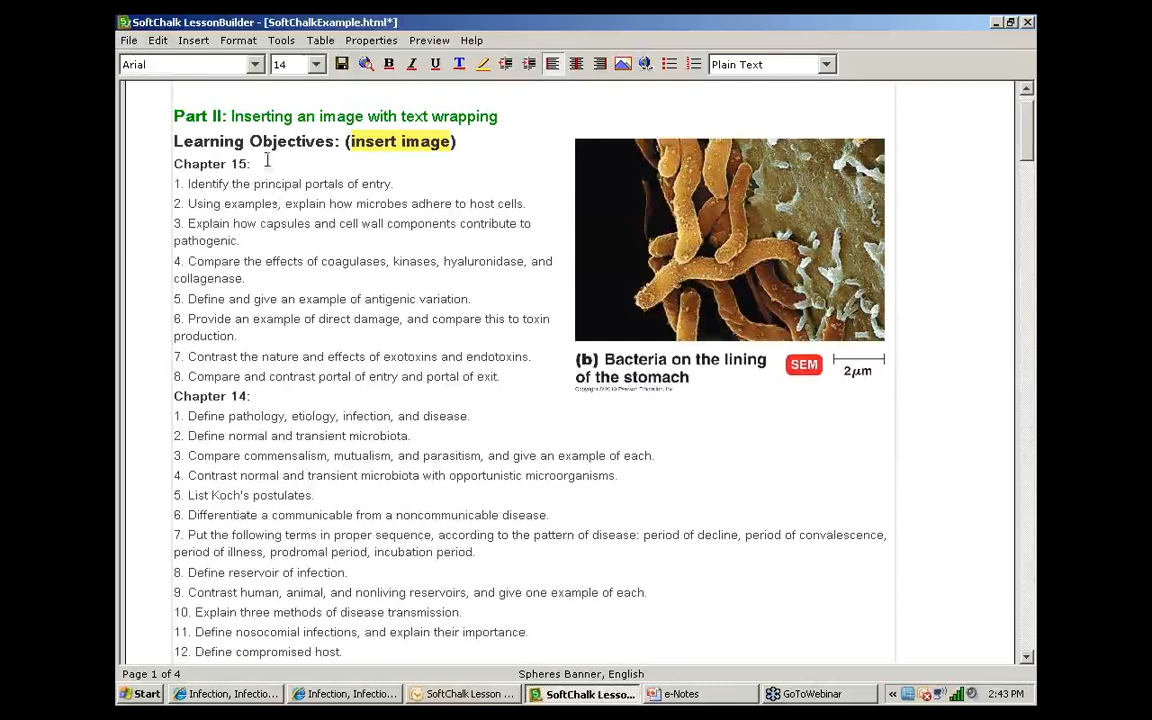 SoftChalk LessonBuilder - [SoftChalkExample.html*]
File Edit Insert Format Tools Table Properties Preview Help
Arial 14 B I U T Plain Text
Part II: Inserting an image with text wrapping
Learning Objectives: (insert image)
Chapter 15:
1. Identify the principal portals of entry.
2. Using examples, explain how microbes adhere to host cells.
3. Explain how capsules and cell wall components contribute to
pathogenic.
4. Compare the effects of coagulases, kinases, hyaluronidase, and
collagenase.
5. Define and give an example of antigenic variation.
6. Provide an example of direct damage, and compare this to toxin
production.
7. Contrast the nature and effects of exotoxins and endotoxins.
8. Compare and contrast portal of entry and portal of exit.
(b) Bacteria on the lining
of the stomach
SEM
2μm
Chapter 14:
1. Define pathology, etiology, infection, and disease.
2. Define normal and transient microbiota.
3. Compare commensalism, mutualism, and parasitism, and give an example of each.
4. Contrast normal and transient microbiota with opportunistic microorganisms.
5. List Koch's postulates.
6. Differentiate a communicable from a noncommunicable disease.
7. Put the following terms in proper sequence, according to the pattern of disease: period of decline, period of convalescence,
period of illness, prodromal period, incubation period.
8. Define reservoir of infection.
9. Contrast human, animal, and nonliving reservoirs, and give one example of each.
10. Explain three methods of disease transmission.
11. Define nosocomial infections, and explain their importance.
12. Define compromised host.
Page 1 of 4 Spheres Banner, English
Start Infection, Infectio... Infection, Infectio... SoftChalk Lesson ... SoftChalk Lesso... e-Notes GoToWebinar « 2:43 PM